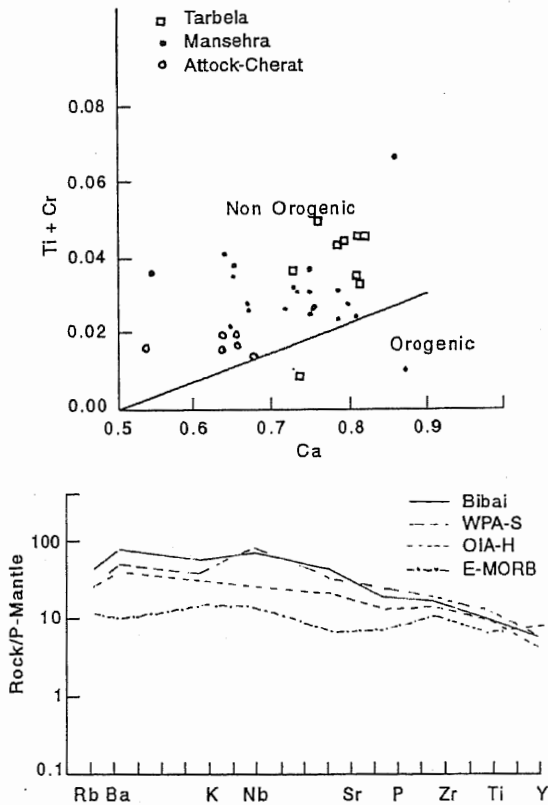 Tarbela
Mansehra
Attock-Cherat
0.08
0.06
0.04
0.02
0.00
Ti + Cr
Non Orogenic
Orogenic
0.5 0.6 0.7 0.8 0.9
Ca
Bibai
WPA-S
OIA-H
E-MORB
100
10
1
0.1
Rock/P-Mantle
Rb Ba K Nb Sr P Zr Ti Y